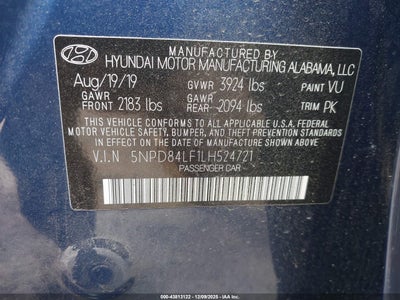 MANUFACTURED BY
HYUNDAI MOTOR MANUFACTURING ALABAMA, LLC
Aug/19/19 GVWR 3924 lbs PAINT VU
GAWR FRONT 2183 lbs GAWR REAR 2094 lbs TRIM PK
THIS VEHICLE CONFORMS TO ALL APPLICABLE U.S.A FEDERAL
MOTOR VEHICLE SAFETY, BUMPER, AND THEFT PREVENTION STANDARDS
IN EFFECT ON THE DATE OF MANUFACTURE SHOWN ABOVE.
V.I.N 5NPD84LF1LH524721
PASSENGER CAR
000-43813122 - 12/09/2025 - IAAI.COM